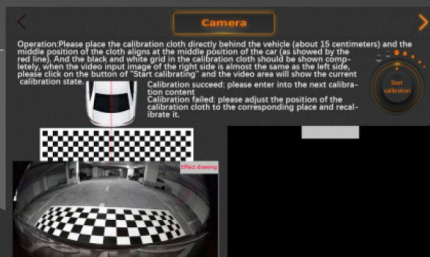 Camera
Operation:Please place the calibration cloth directly behind the vehicle (about 15 centimeters) and the
middle position of the cloth aligns at the middle position of the car (as showed by the
red line). And the black and white grid in the calibration cloth should be shown comp-
letely, when the video input image of the right side is almost the same as the left side,
please click on the button of "Start calibrating" and the video area will show the current
calibration state.
Calibration succeed: please enter into the next calibra-
tion content
Calibration failed: please adjust the position of the
calibration cloth to the corresponding place and recal-
ibrate it.
Start
calibration
Effect drawing